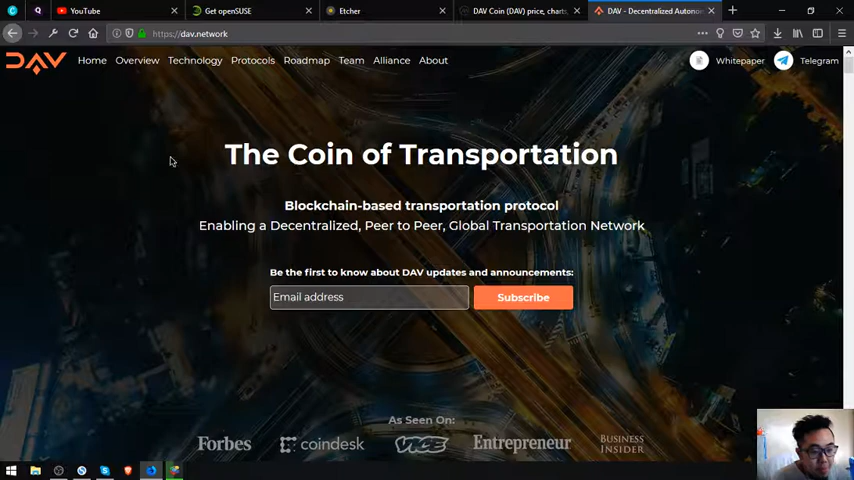 YouTube
Get openSUSE
Etcher
DAV Coin (DAV) price, charts,
DAV - Decentralized Autono
https://dav.network
DAV
Home
Overview
Technology
Protocols
Roadmap
Team
Alliance
About
Whitepaper
Telegram
The Coin of Transportation
Blockchain-based transportation protocol
Enabling a Decentralized, Peer to Peer, Global Transportation Network
Be the first to know about DAV updates and announcements:
Email address
Subscribe
As Seen On:
Forbes
coindesk
VICE
Entrepreneur
BUSINESS
INSIDER